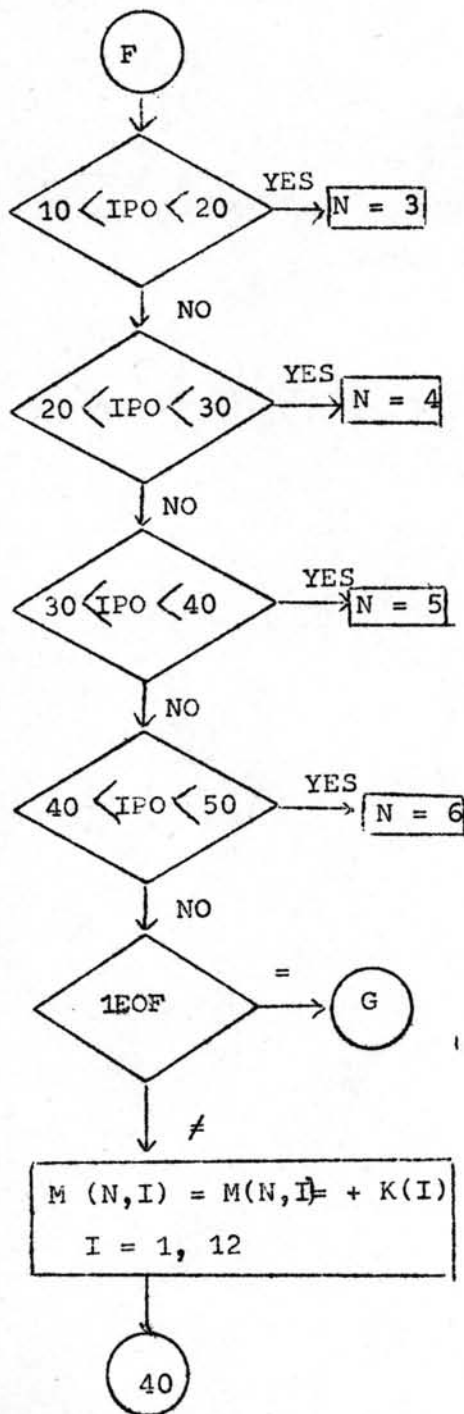 F
10 <IPO <20
YES
N = 3
NO
20 <IPO <30
YES
N = 4
NO
30 <IPO <40
YES
N = 5
NO
40 <IPO <50
YES
N = 6
NO
1EOF
=
G
≠
M (N,I) = M(N,I= + K(I)
I = 1, 12
40